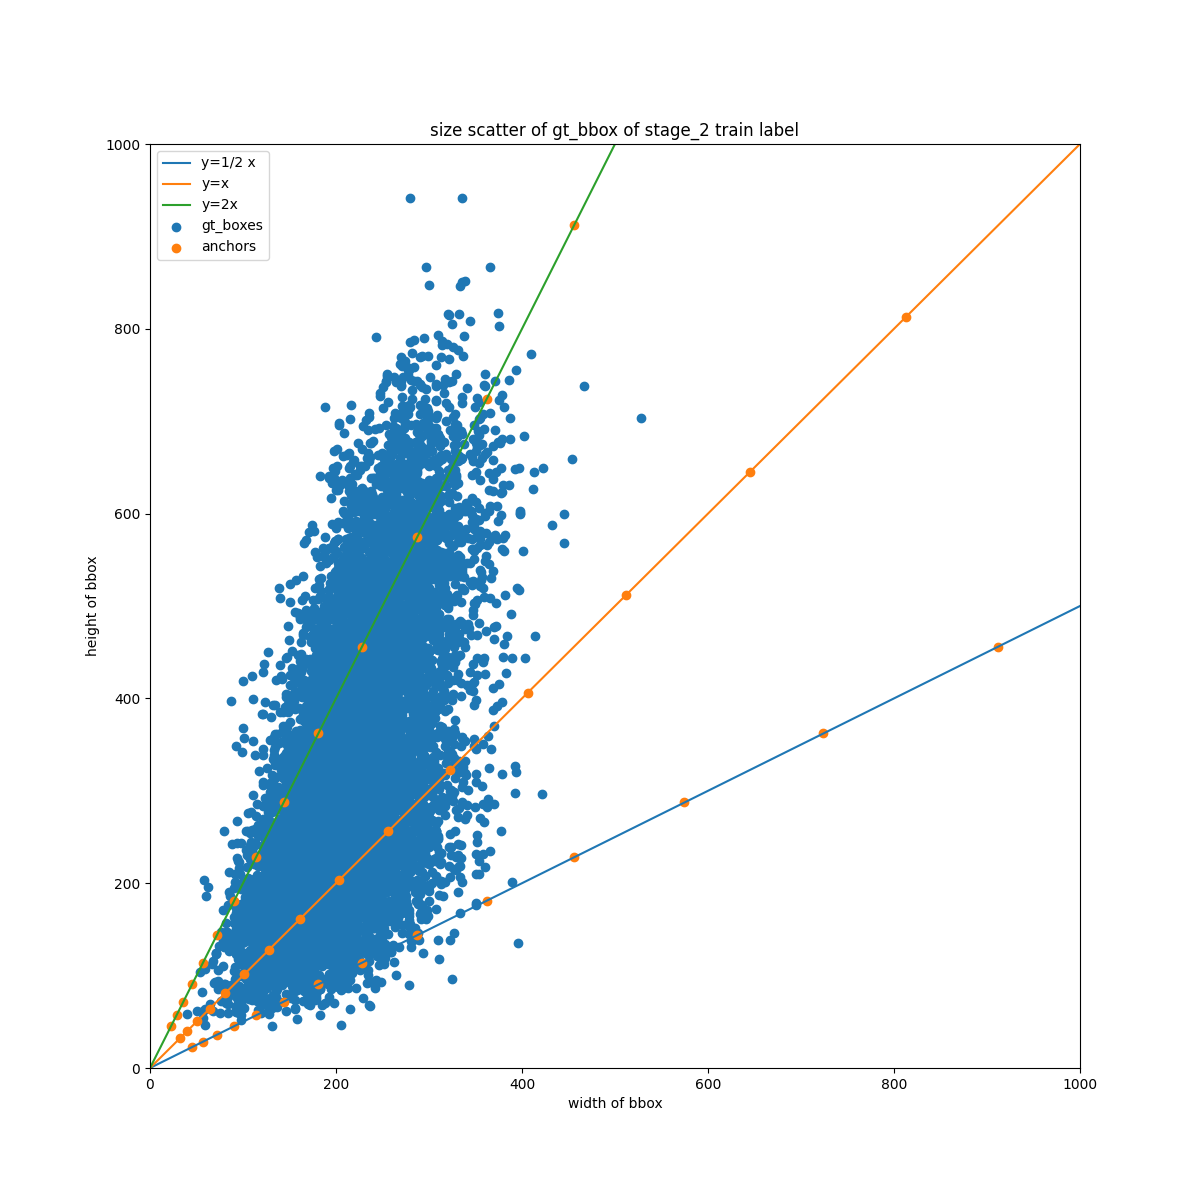 size scatter of gt_bbox of stage_2 train label
y=1/2 x
y=x
y=2x
gt_boxes
anchors
1000
800
600
400
200
0
height of bbox
0 200 400 600 800 1000
width of bbox